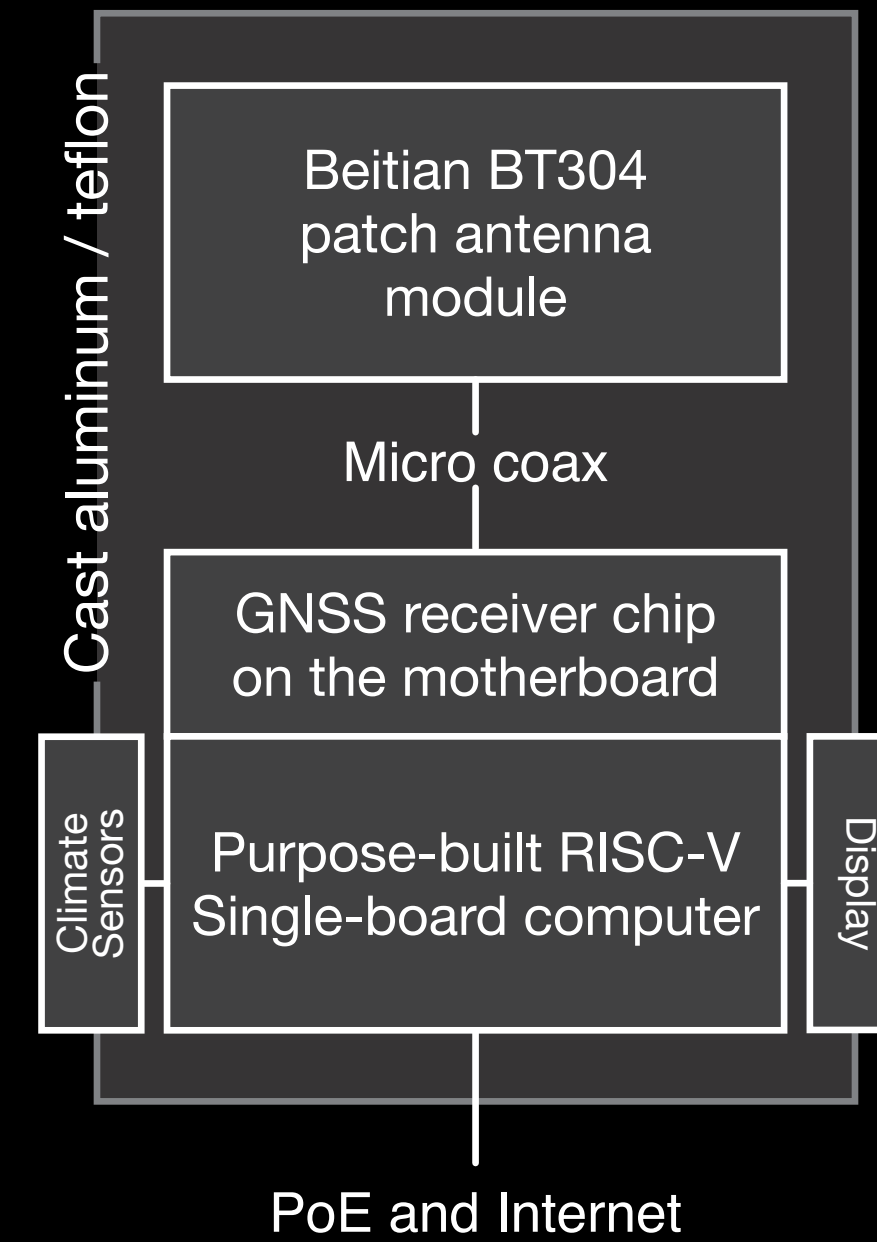 Cast aluminum / teflon
Beitian BT304
patch antenna
module
Micro coax
GNSS receiver chip
on the motherboard
Climate
Sensors
Purpose-built RISC-V
Single-board computer
Display
PoE and Internet